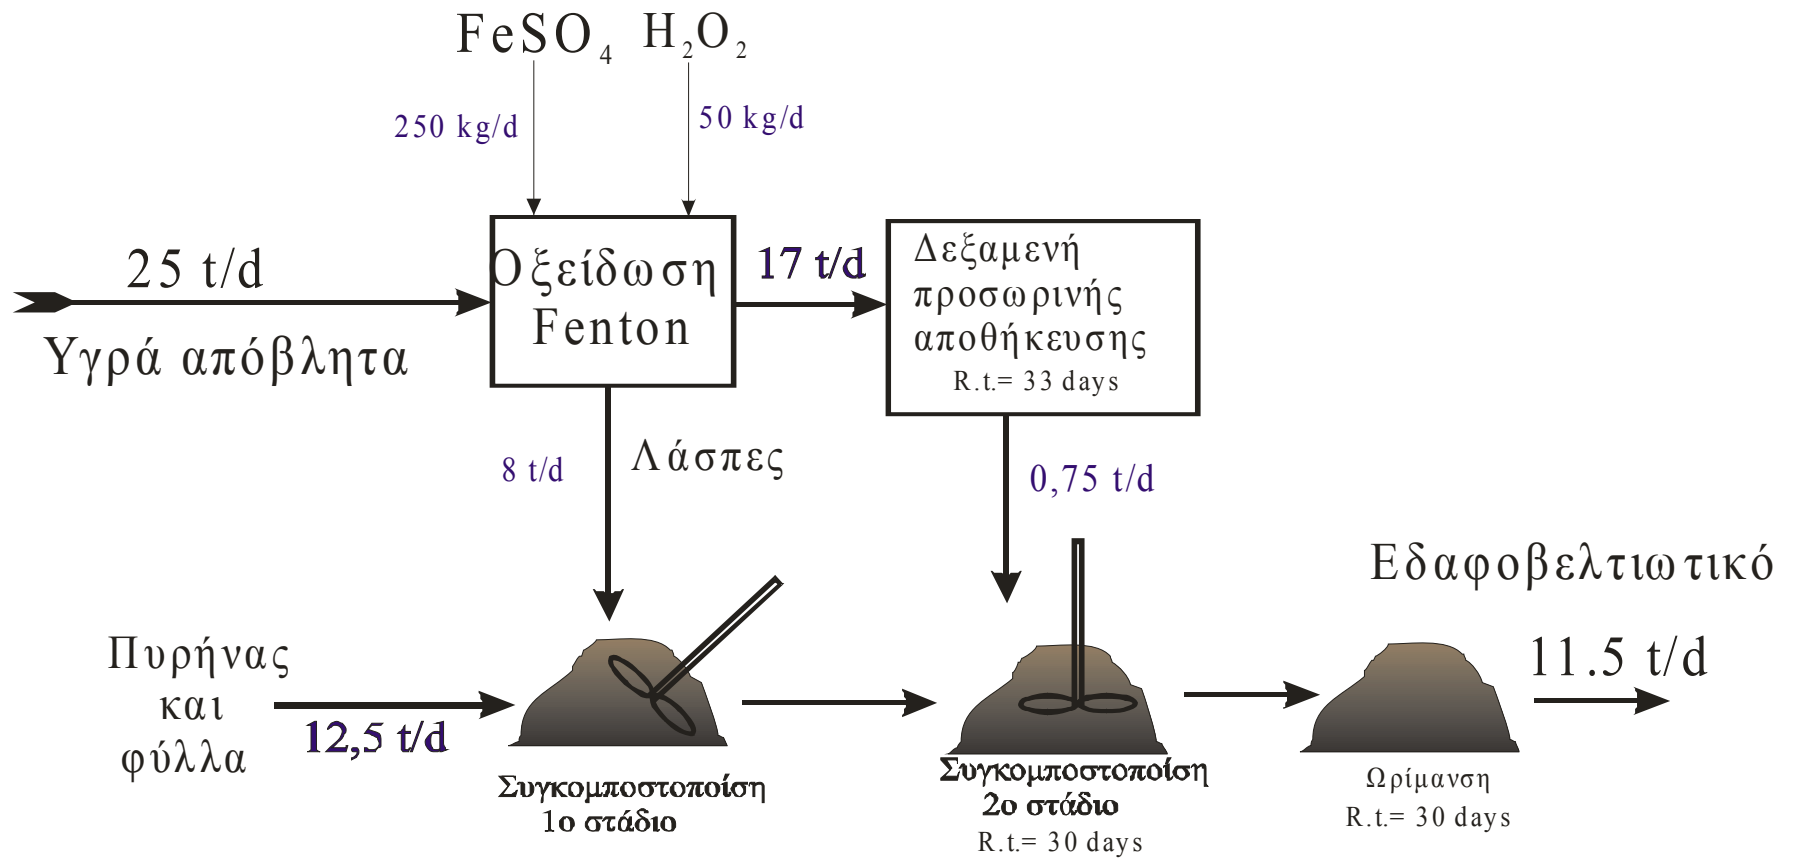 FeSO4 H2O2
250 kg/d
50 kg/d
25 t/d
Υγρά απόβλητα
Οξείδωση
Fenton
17 t/d
Δεξαμενή
προσωρινής
αποθήκευσης
R.t.= 33 days
8 t/d
Λάσπες
0,75 t/d
Πυρήνας
και
φύλλα
12,5 t/d
Συγκομποστοποίση
1ο στάδιο
Συγκομποστοποίση
2ο στάδιο
R.t.= 30 days
Ωρίμανση
R.t.= 30 days
Εδαφοβελτιωτικό
11.5 t/d